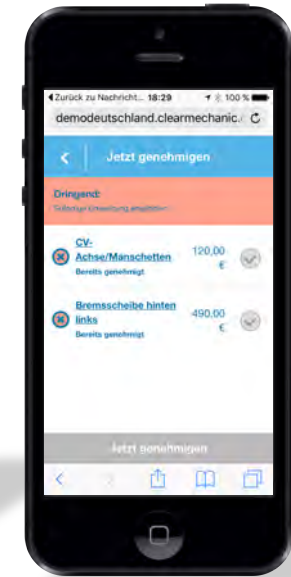 Zurück zu Nachricht... 18:29 100 %
demodeutschland.clearmechanic.
Jetzt genehmigen
Dringend:
CV-
Achse/Manschetten
120,00
€
Bereits genehmigt
Bremsscheibe hinten
links
490,00
€
Bereits genehmigt
Jetzt genehmigen